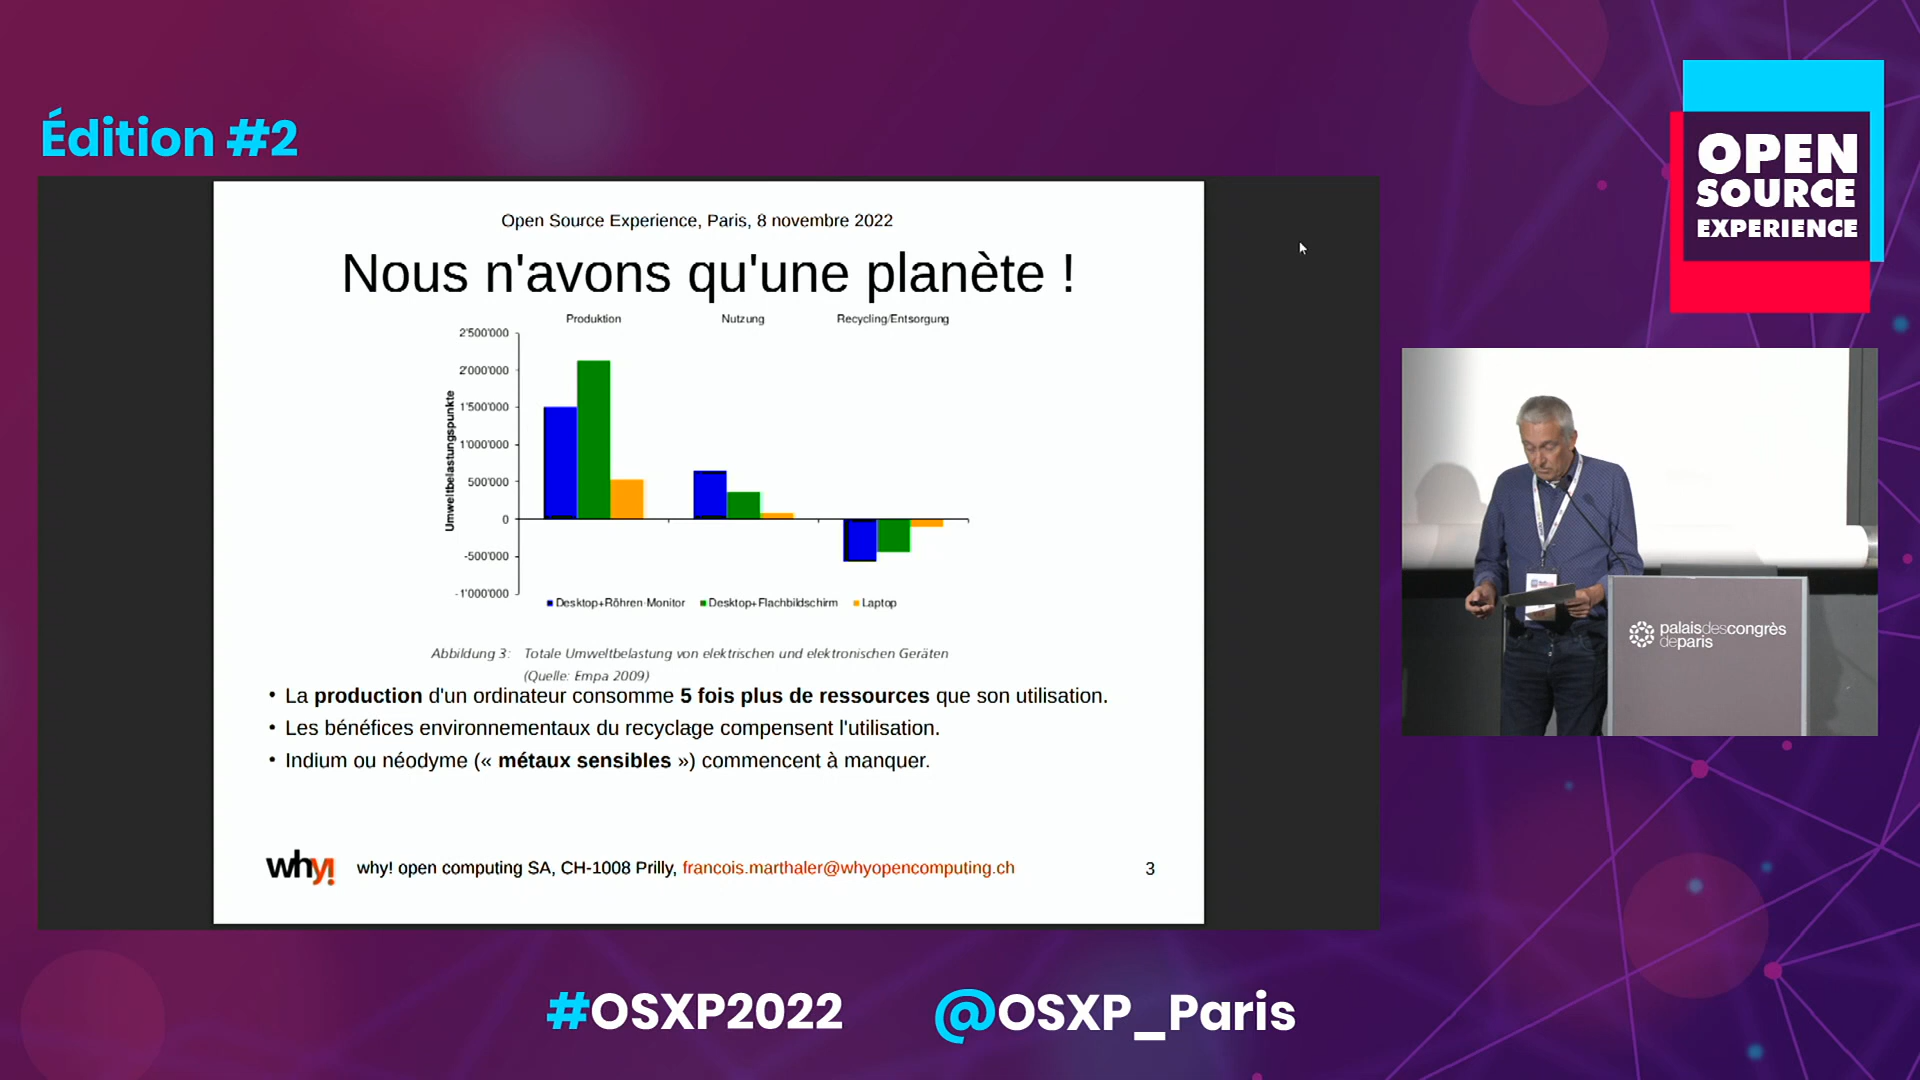 Édition #2
OPEN
SOURCE
EXPERIENCE
Open Source Experience, Paris, 8 novembre 2022
Nous n'avons qu'une planète !
Produktion Nutzung Recycling/Entsorgung
Umweltbelastungspunkte
2'500'000
2'000'000
1'500'000
1'000'000
500'000
0
-500'000
-1'000'000
Desktop+Röhren-Monitor Desktop+Flachbildschirm Laptop
Abbildung 3: Totale Umweltbelastung von elektrischen und elektronischen Geräten
(Quelle: Empa 2009)
• La production d'un ordinateur consomme 5 fois plus de ressources que son utilisation.
• Les bénéfices environnementaux du recyclage compensent l'utilisation.
• Indium ou néodyme (« métaux sensibles ») commencent à manquer.
why! why! open computing SA, CH-1008 Prilly, francois.marthaler@whyopencomputing.ch 3
palaisdescongrès
deparis
#OSXP2022 @OSXP_Paris